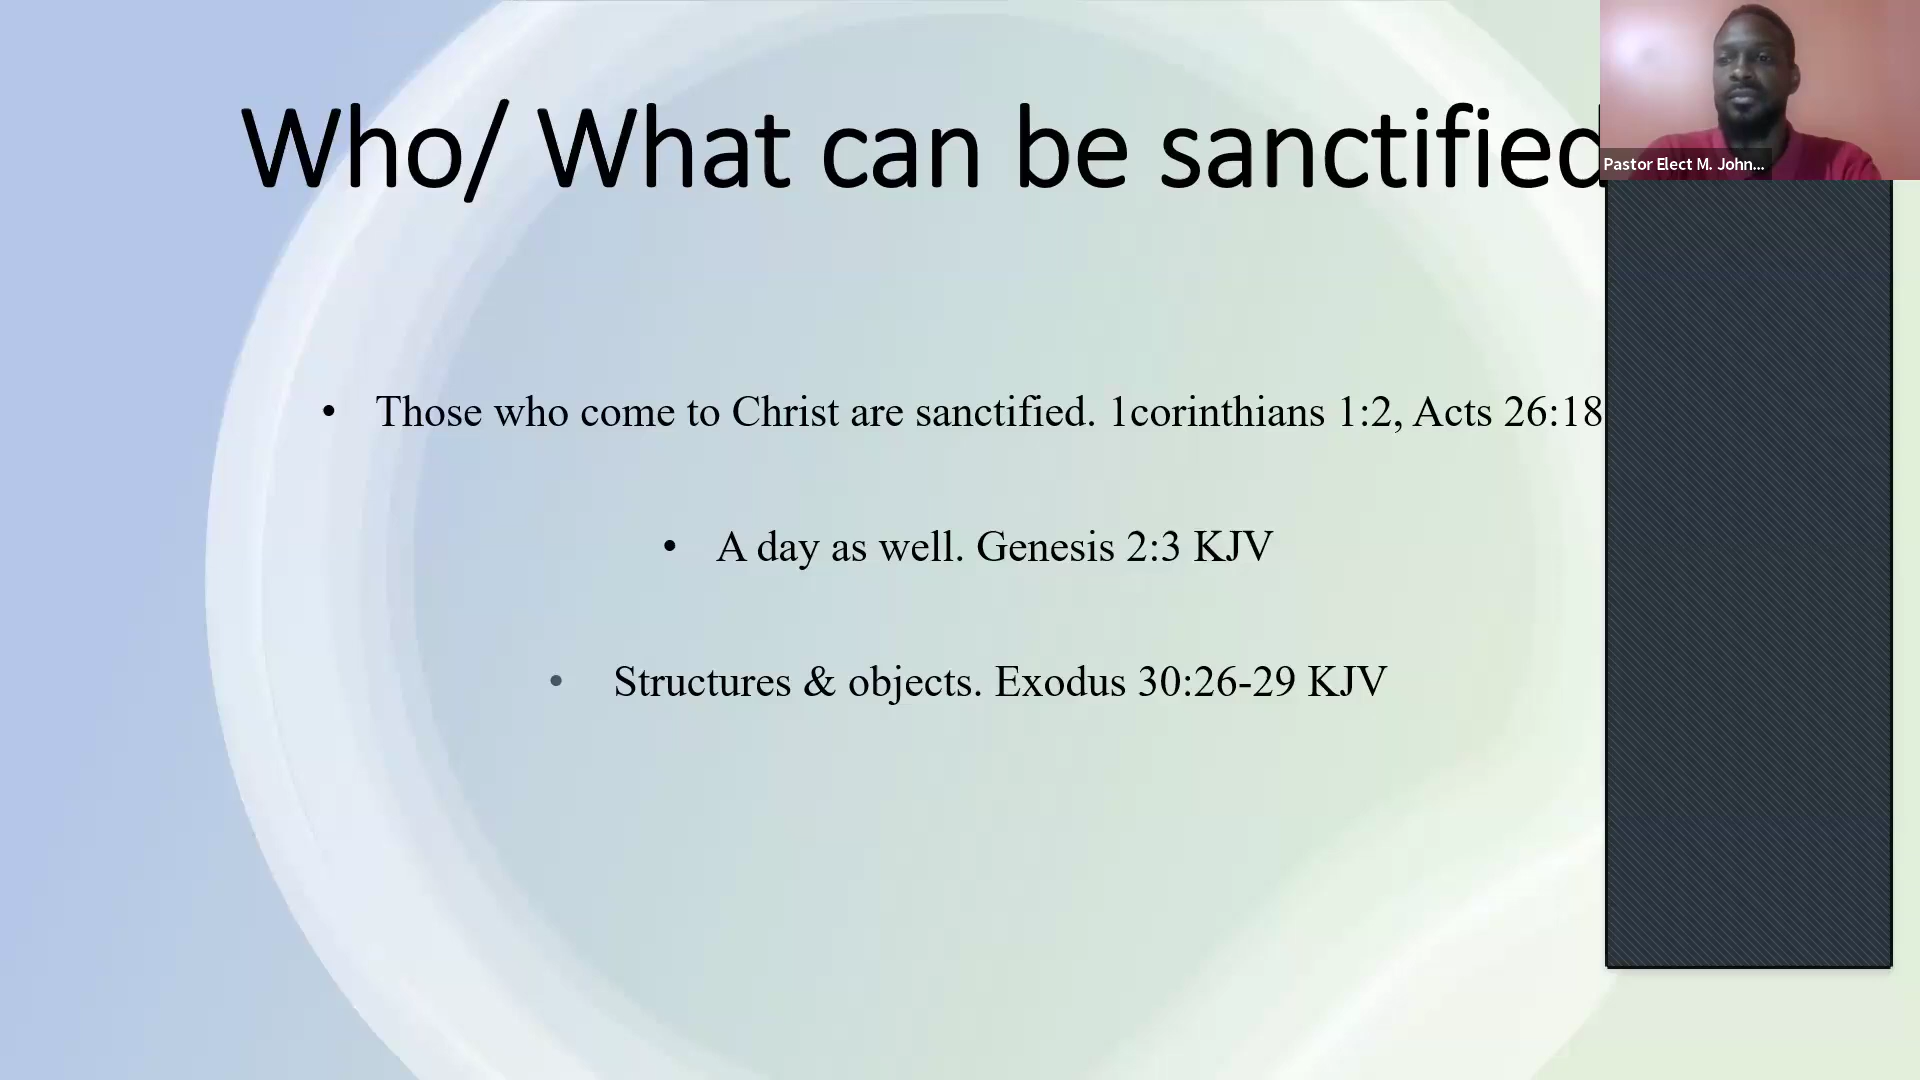 Who/ What can be sanctified
Pastor Elect M. John...
• Those who come to Christ are sanctified. 1corinthians 1:2, Acts 26:18
• A day as well. Genesis 2:3 KJV
• Structures & objects. Exodus 30:26-29 KJV